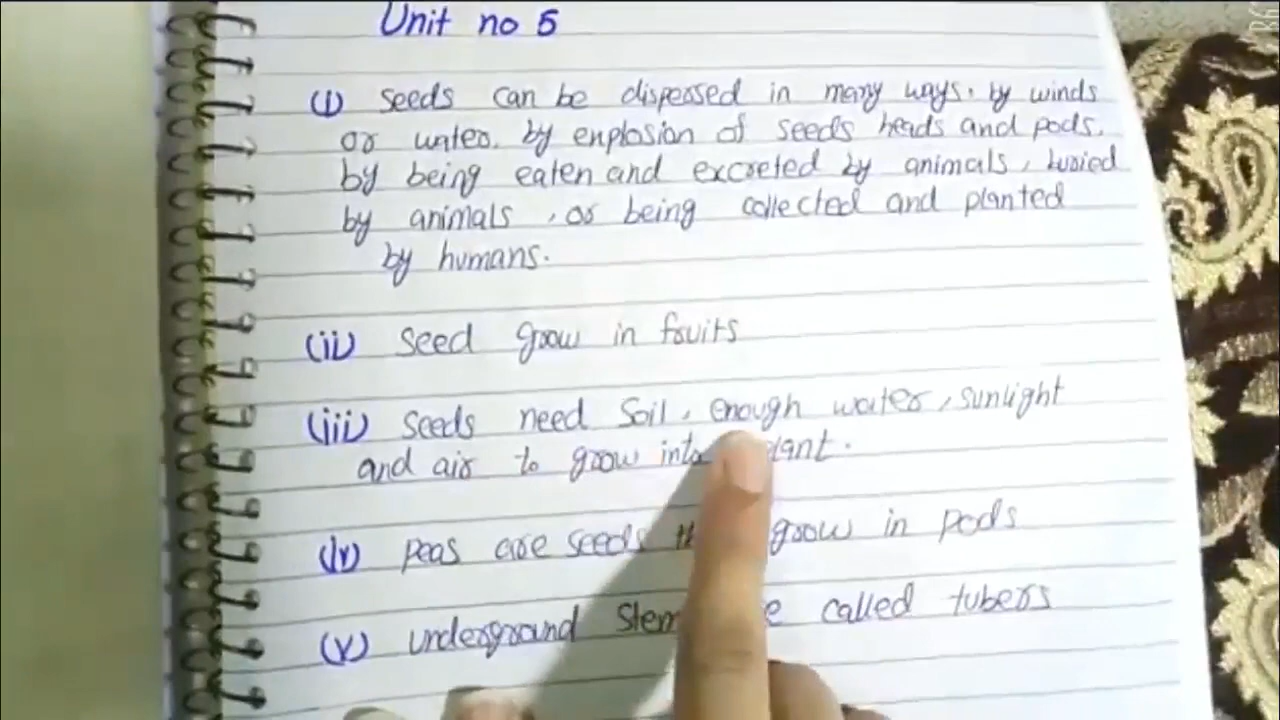 Unit no 5
(i) seeds can be dispersed in many ways. by winds
or water. by enplosion of seeds heads and pods.
by being eaten and excreted by animals, buried
by animals, or being collected and planted
by humans.
(ii) seed grow in fruits
(iii) seeds need soil, enough water, sunlight
and air to grow into plant.
(iv) peas are seeds grow in pods
(v) underground stem called tubers